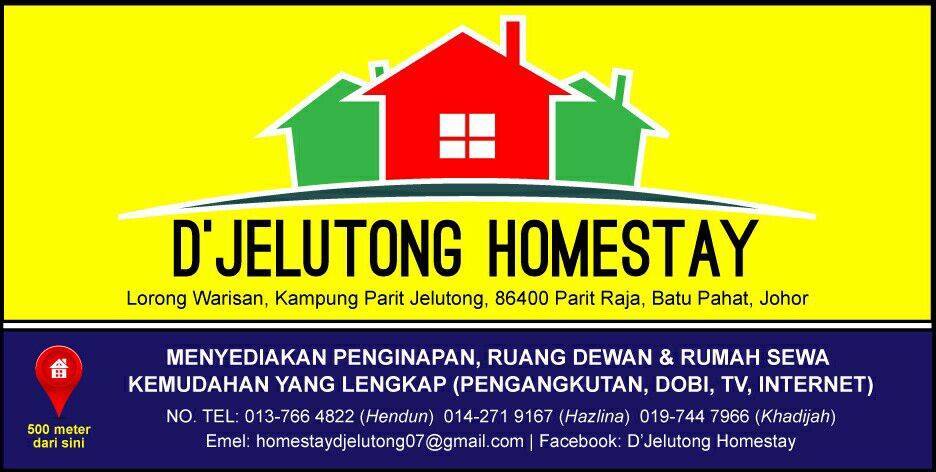 D'JELUTONG HOMESTAY
Lorong Warisan, Kampung Parit Jelutong, 86400 Parit Raja, Batu Pahat, Johor
MENYEDIAKAN PENGINAPAN, RUANG DEWAN & RUMAH SEWA
KEMUDAHAN YANG LENGKAP (PENGANGKUTAN, DOBI, TV, INTERNET)
NO. TEL: 013-766 4822 (Hendun) 014-271 9167 (Hazlina) 019-744 7966 (Khadijah)
Emel: homestaydjelutong07@gmail.com | Facebook: D'Jelutong Homestay
500 meter
dari sini